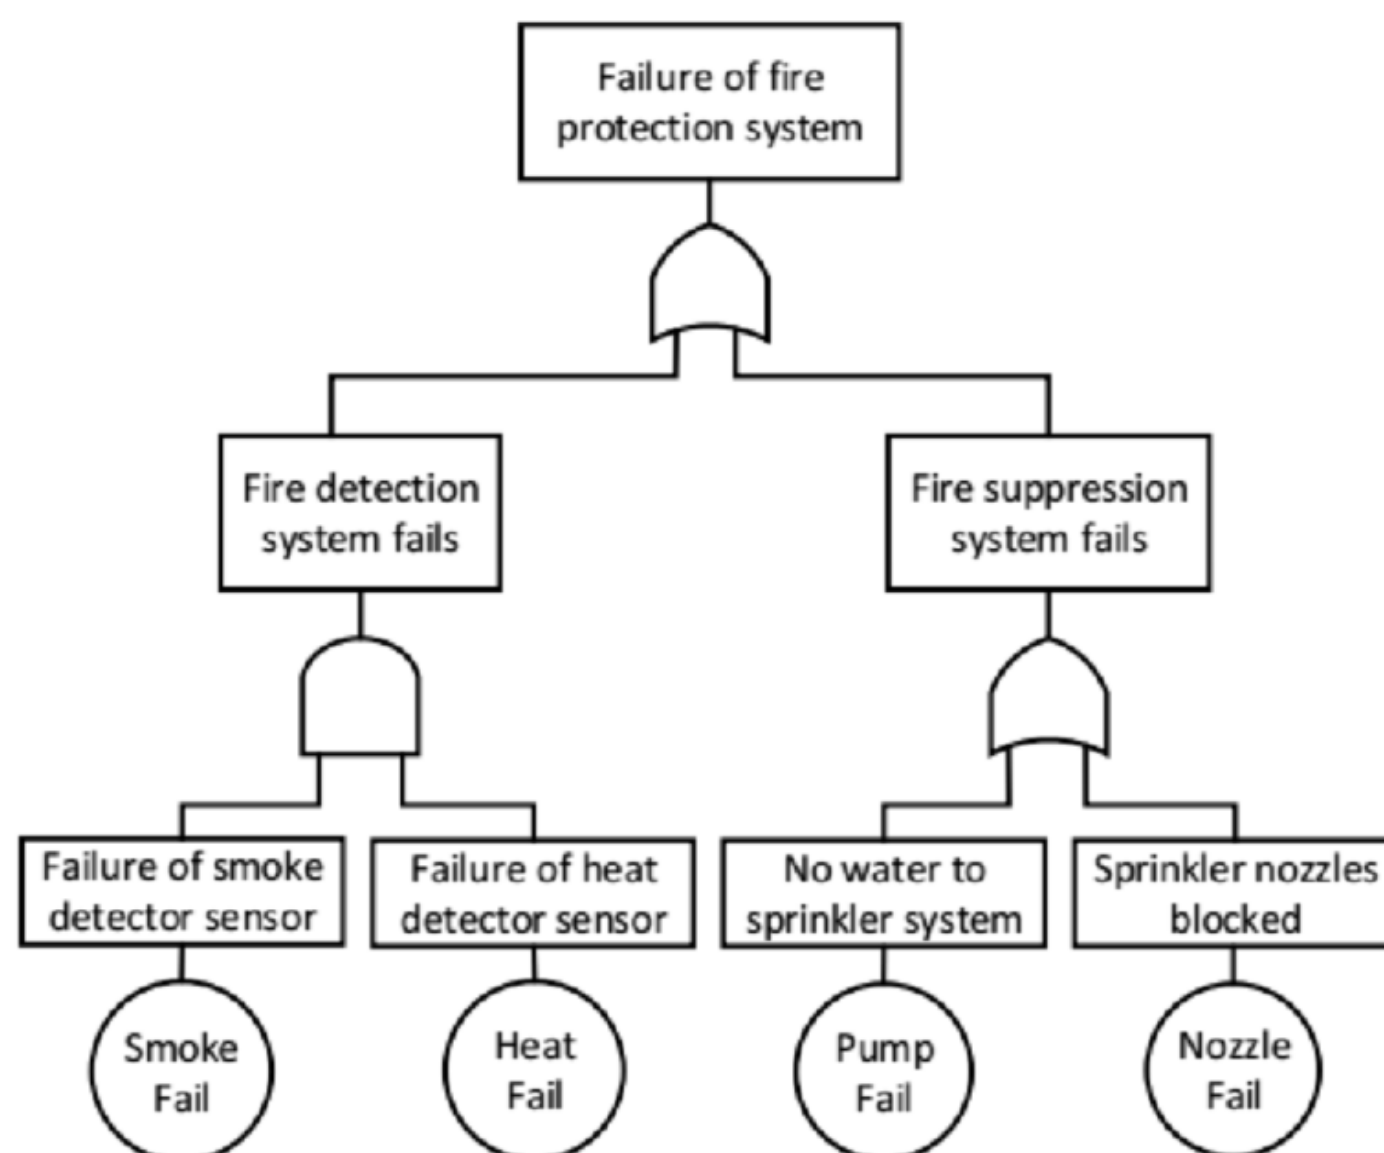 Failure of fire
protection system
Fire detection
system fails
Fire suppression
system fails
Failure of smoke
detector sensor
Failure of heat
detector sensor
No water to
sprinkler system
Sprinkler nozzles
blocked
Smoke
Fail
Heat
Fail
Pump
Fail
Nozzle
Fail